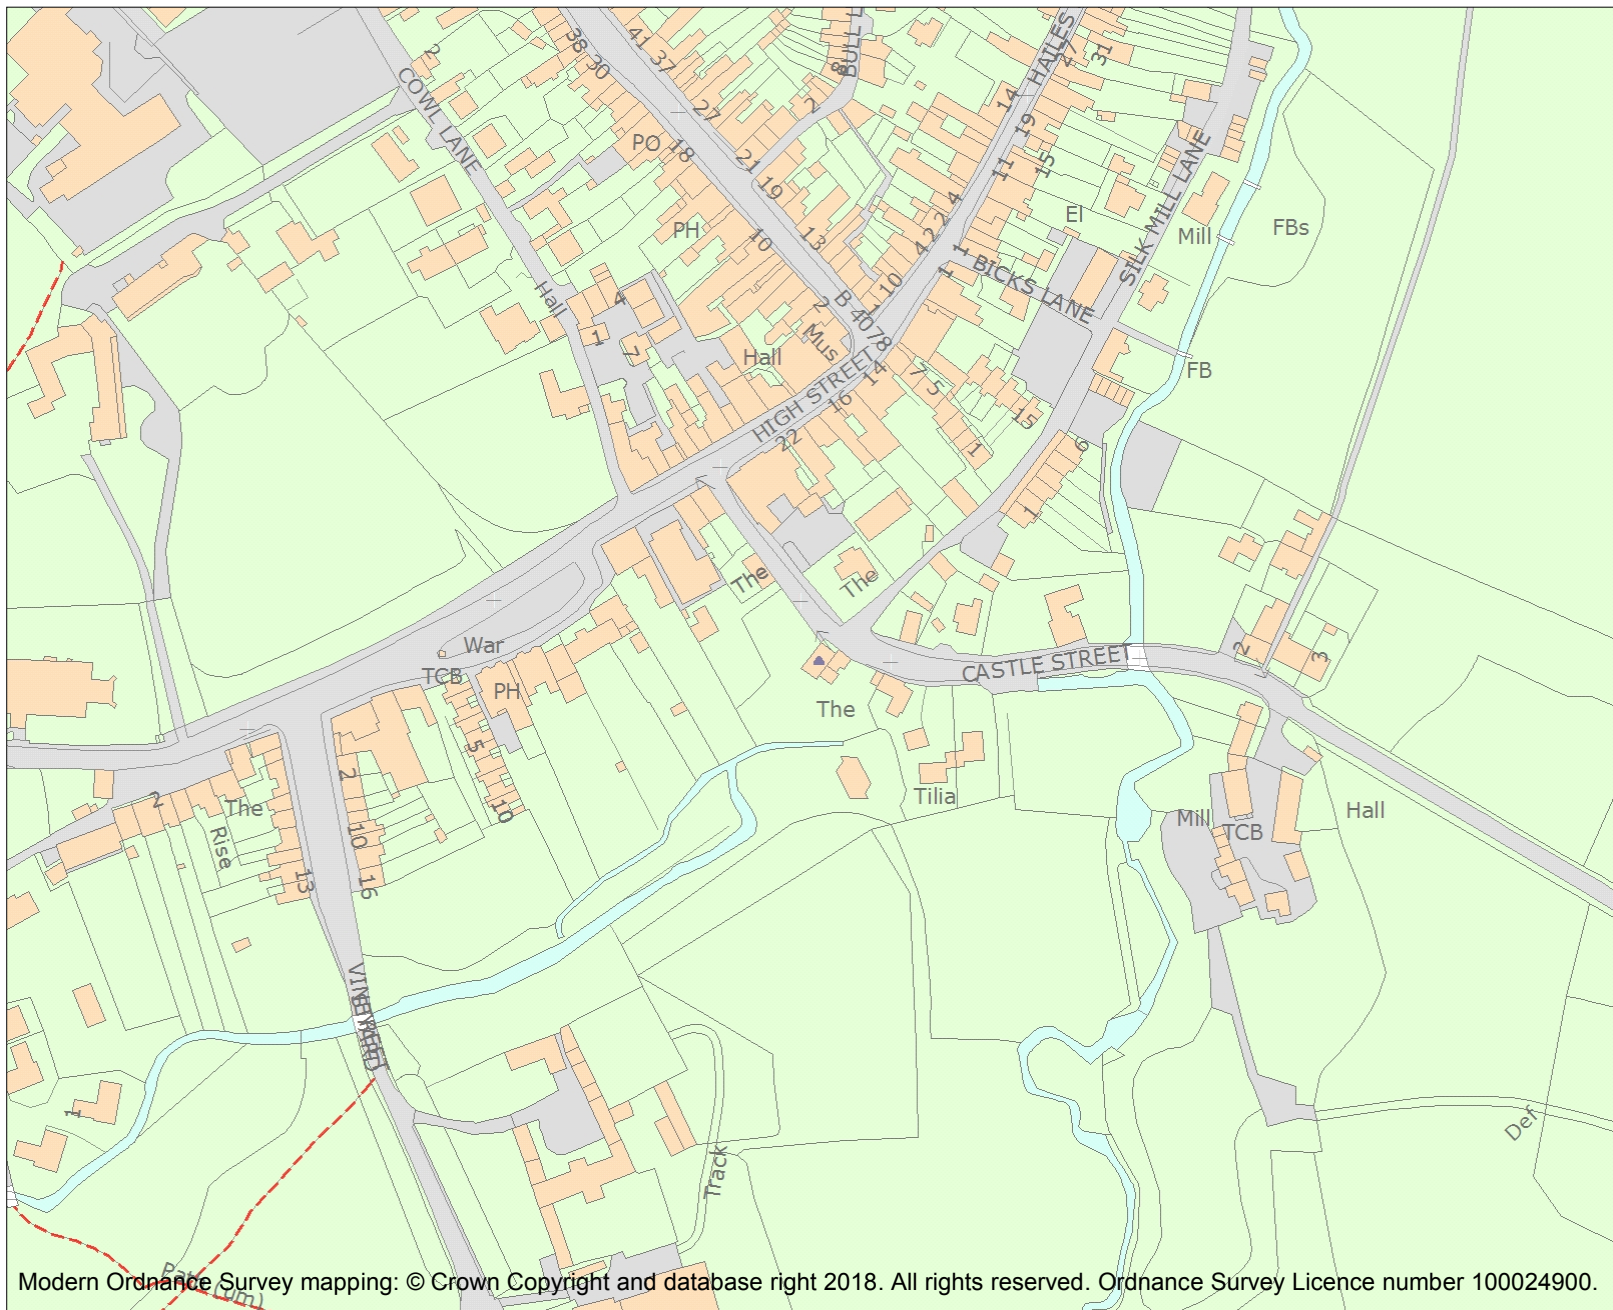 38
30
41
37
2
COWL LANE
BULL L
8
HAILES
27
31
27
2
14
19
PO
18
21
19
11
15
SILK MILL LANE
PH
10
13
4
2
2
4
El
Mill
FBs
1
1
BICKS LANE
Hall
4
1
7
2
B 4078
1
10
Mus
Hall
HIGH STREET
14
16
22
7
5
15
1
FB
6
1
The
The
War
TCB
PH
CASTLE STREET
2
3
The
5
10
2
10
16
2
The
Rise
13
Tilia
Mill
TCB
Hall
VINEYARD
STREET
1
Track
Def
Path (um)
Modern Ordnance Survey mapping: © Crown Copyright and database right 2018. All rights reserved. Ordnance Survey Licence number 100024900.